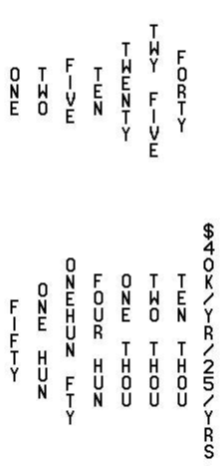 ONE
TWO
FIVE
TEN
TWENTY
TWY FIVE
FORTY
FIFTY
ONE HUN
ONEHUN FTY
FOUR HUN
ONE THOU
TWO THOU
TEN THOU
$40K/YR/25/YRS